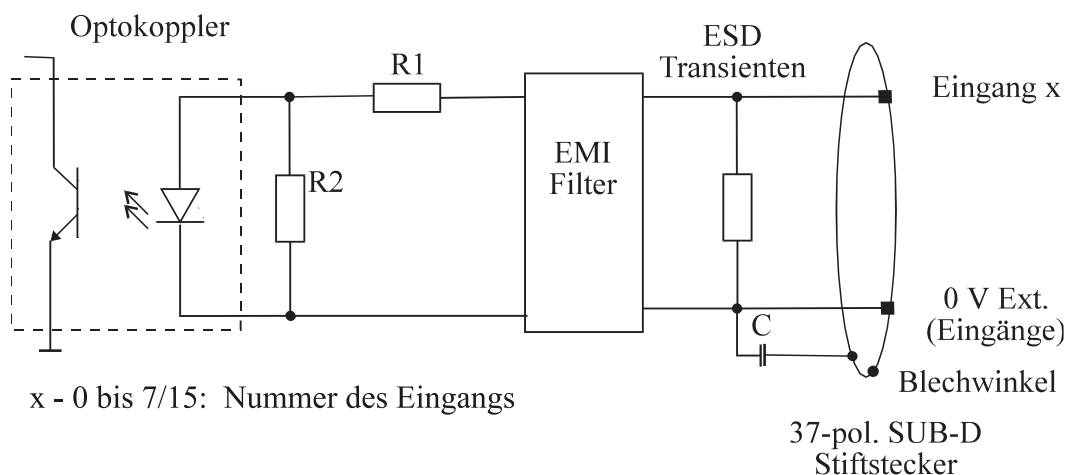 Optokoppler
R1
ESD
Transienten
Eingang x
EMI
Filter
R2
0 V Ext.
(Eingänge)
C
Blechwinkel
x - 0 bis 7/15: Nummer des Eingangs
37-pol. SUB-D
Stiftstecker